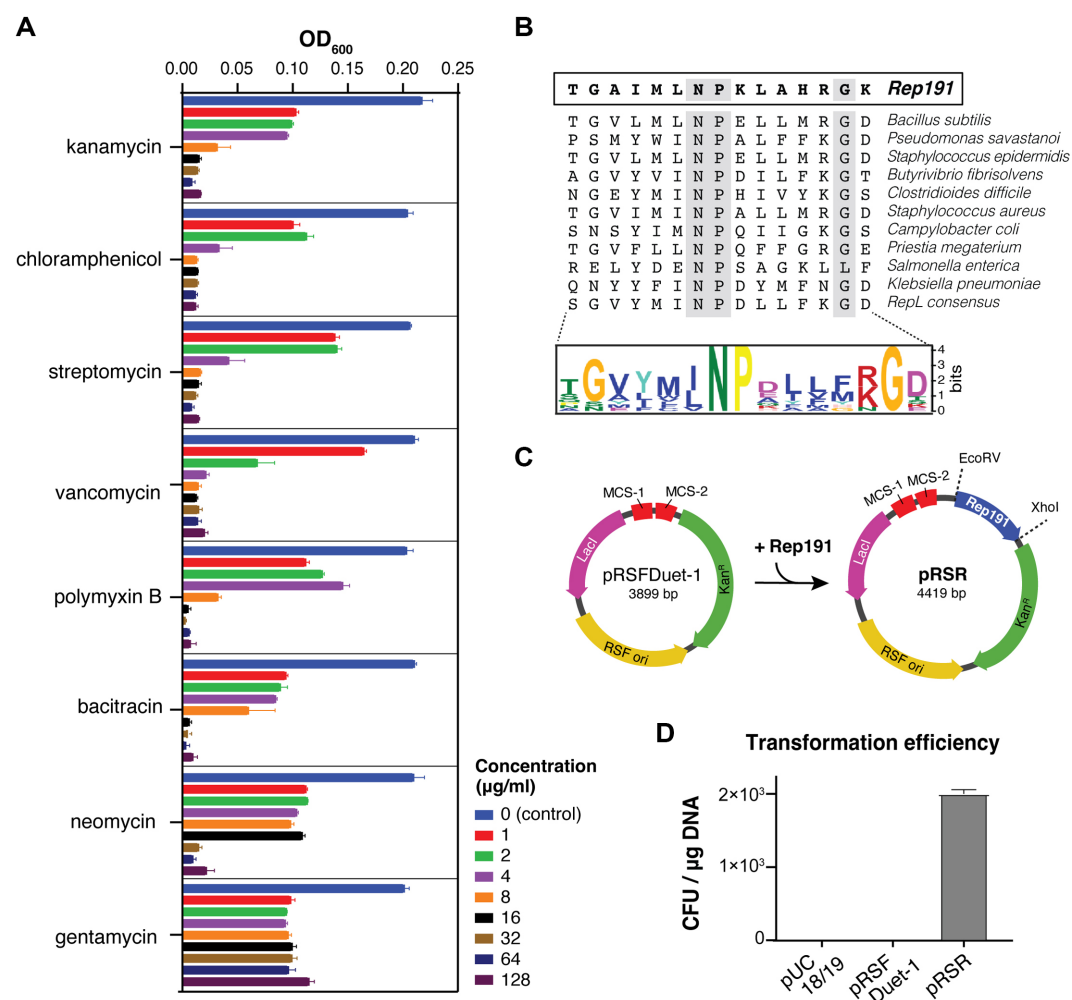 A
OD600
0.00 0.05 0.10 0.15 0.20 0.25
kanamycin
chloramphenicol
streptomycin
vancomycin
polymyxin B
bacitracin
neomycin
gentamycin
Concentration
(µg/ml)
0 (control)
1
2
4
8
16
32
64
128
B
T G A I M L N P K L A H R G K Rep191
T G V L M L N P E L L M R G D Bacillus subtilis
P S M Y W I N P A L F F K G D Pseudomonas savastanoi
T G V L M L N P E L L M R G D Staphylococcus epidermidis
A G V Y V I N P D I L F K G T Butyrivibrio fibrisolvens
N G E Y M I N P H I V Y K G S Clostridioides difficile
T G V I M I N P A L L M R G D Staphylococcus aureus
S N S Y I M N P Q I I G K G S Campylobacter coli
T G V F L L N P Q F F G R G E Priestia megaterium
R E L Y D E N P S A G K L L F Salmonella enterica
Q N Y Y F I N P D Y M F N G D Klebsiella pneumoniae
S G V Y M I N P D L L F K G D RepL consensus
4
3
2
1
0
bits
C
MCS-1 MCS-2
LacI
KanR
RSF ori
pRSFDuet-1
3899 bp
+ Rep191
EcoRV
MCS-1 MCS-2
Rep191
XhoI
LacI
KanR
RSF ori
pRSR
4419 bp
D
Transformation efficiency
CFU / µg DNA
2×10³
1×10³
0
pUC
18/19
pRSF
Duet-1
pRSR